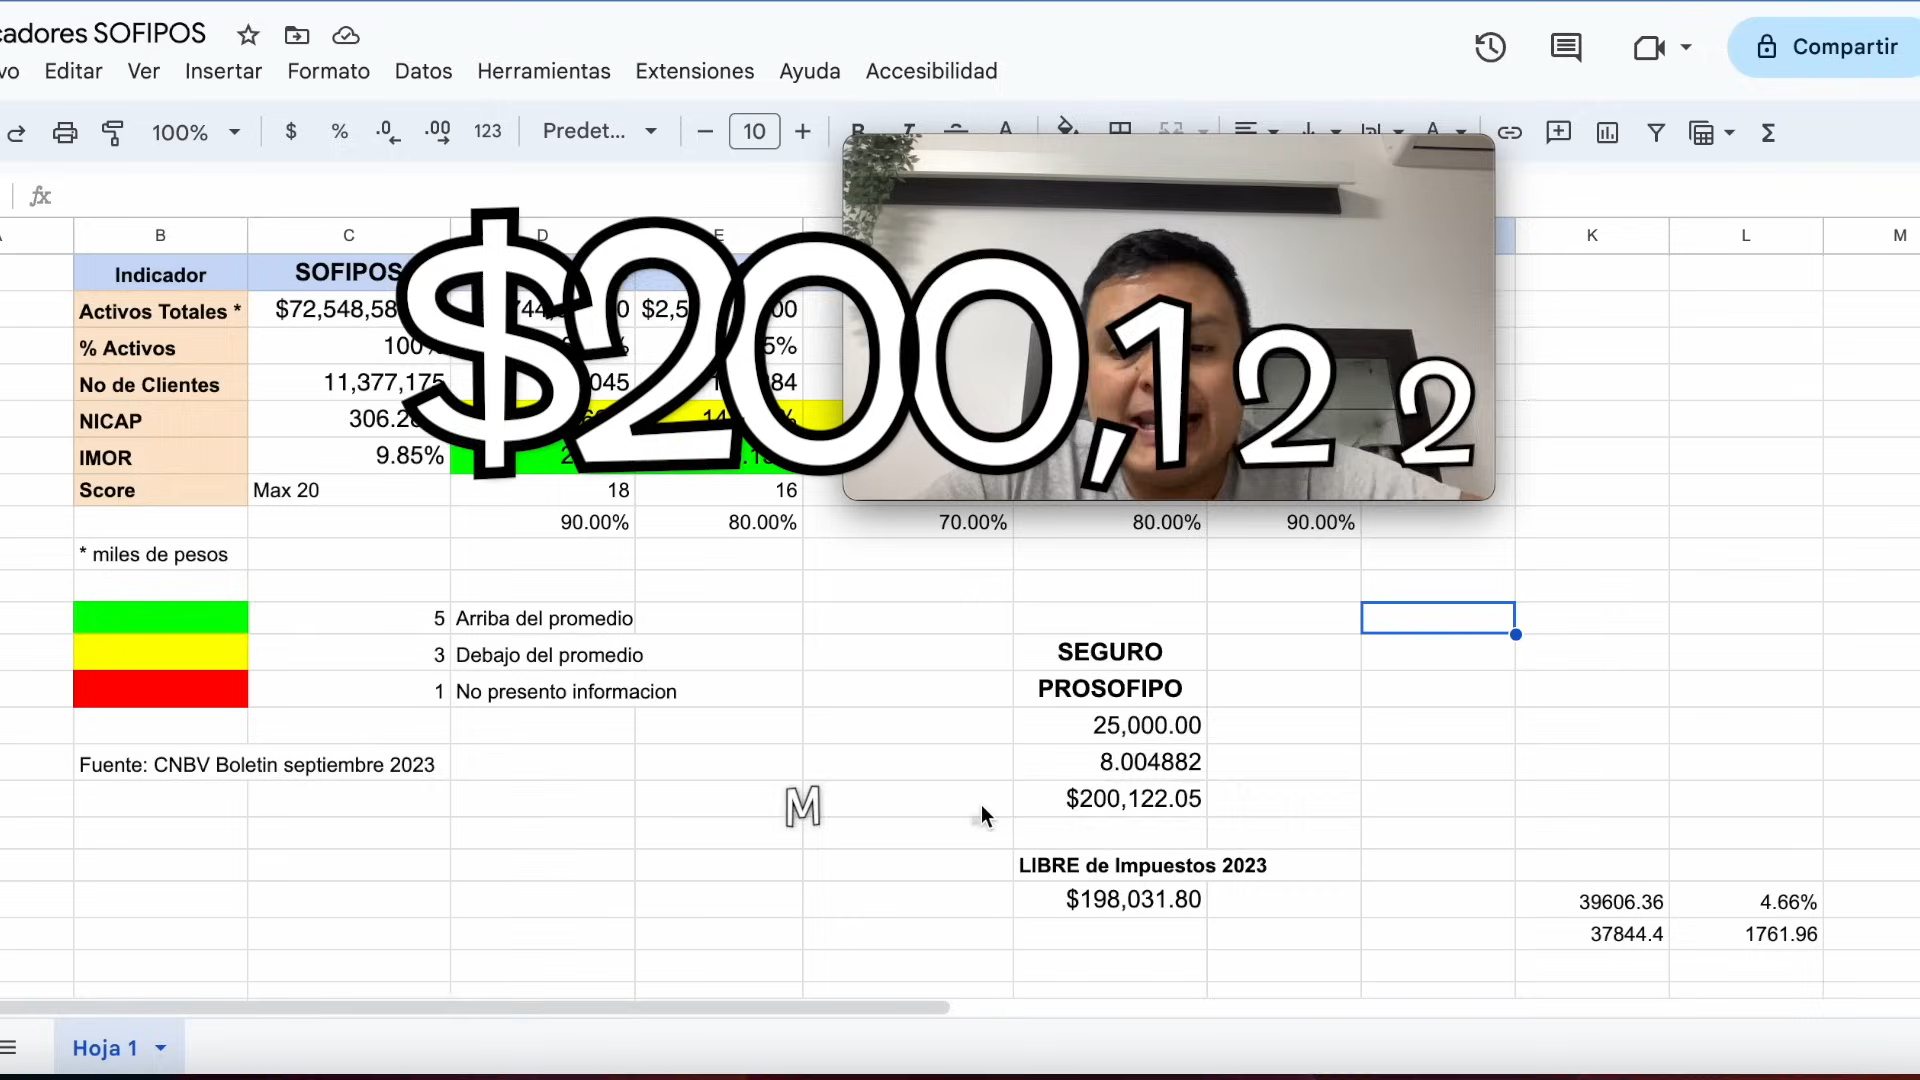 cadores SOFIPOS
vo Editar Ver Insertar Formato Datos Herramientas Extensiones Ayuda Accesibilidad
Compartir
100% $ % .0 .00 123 Predet... − 10 +
fx
B C D E K L M
Indicador SOFIPOS
Activos Totales * $72,548,58
% Activos 100%
No de Clientes 11,377,175
NICAP
IMOR 9.85%
Score Max 20 18 16
90.00% 80.00% 70.00% 80.00% 90.00%
$200,122
* miles de pesos
5 Arriba del promedio
3 Debajo del promedio
1 No presento informacion
SEGURO
PROSOFIPO
25,000.00
Fuente: CNBV Boletin septiembre 2023 8.004882
$200,122.05
M
LIBRE de Impuestos 2023
$198,031.80
39606.36 4.66%
37844.4 1761.96
Hoja 1